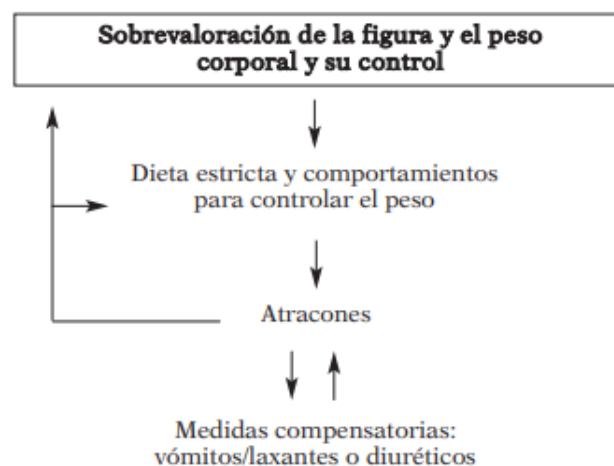 Sobrevaloración de la figura y el peso
corporal y su control
Dieta estricta y comportamientos
para controlar el peso
Atracones
Medidas compensatorias:
vómitos/laxantes o diuréticos